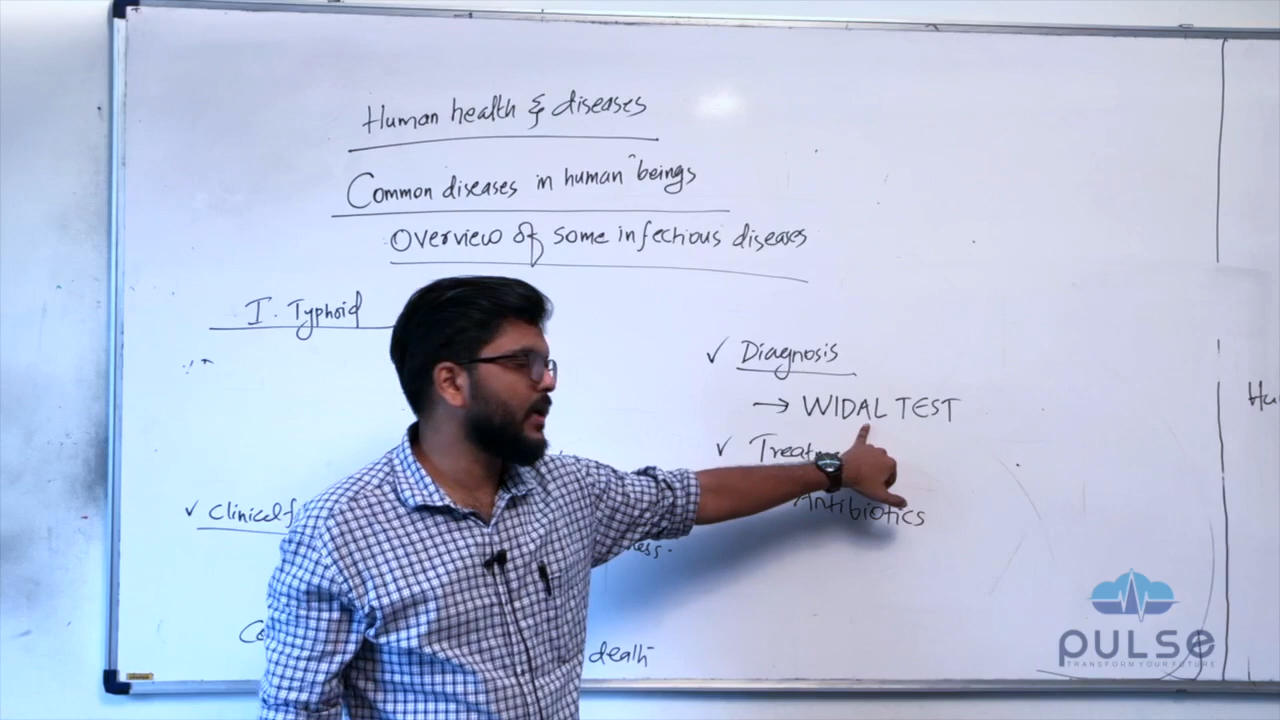 Human health & diseases
Common diseases in human beings
Overview of some infectious diseases
I. Typhoid
✓ Diagnosis
→ WIDAL TEST
✓
Antibiotics
✓ Clinical
death
PULSE
TRANSFORM YOUR FUTURE